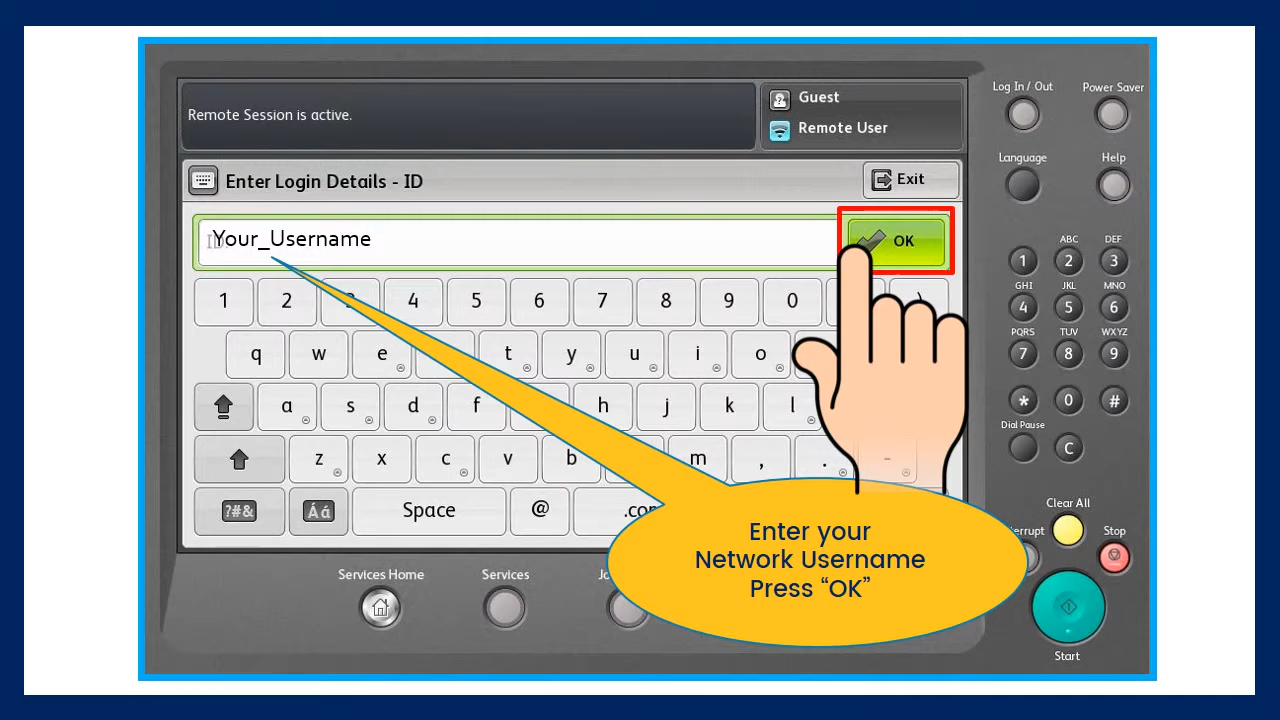 Log In / Out
Power Saver
Remote Session is active.
Guest
Remote User
Language
Help
Enter Login Details - ID
Exit
Your_Username
OK
ABC
DEF
1
2
3
GHI
JKL
MNO
4
5
6
PQRS
TUV
WXYZ
7
8
9
*
0
#
Dial Pause
C
1 2 3 4 5 6 7 8 9 0 )
q w e t y u i o
a s d f h j k l
z x c v b m , . -
?#& Áá Space @
Clear All
Stop
Enter your
Network Username
Press “OK”
Services Home
Services
Start